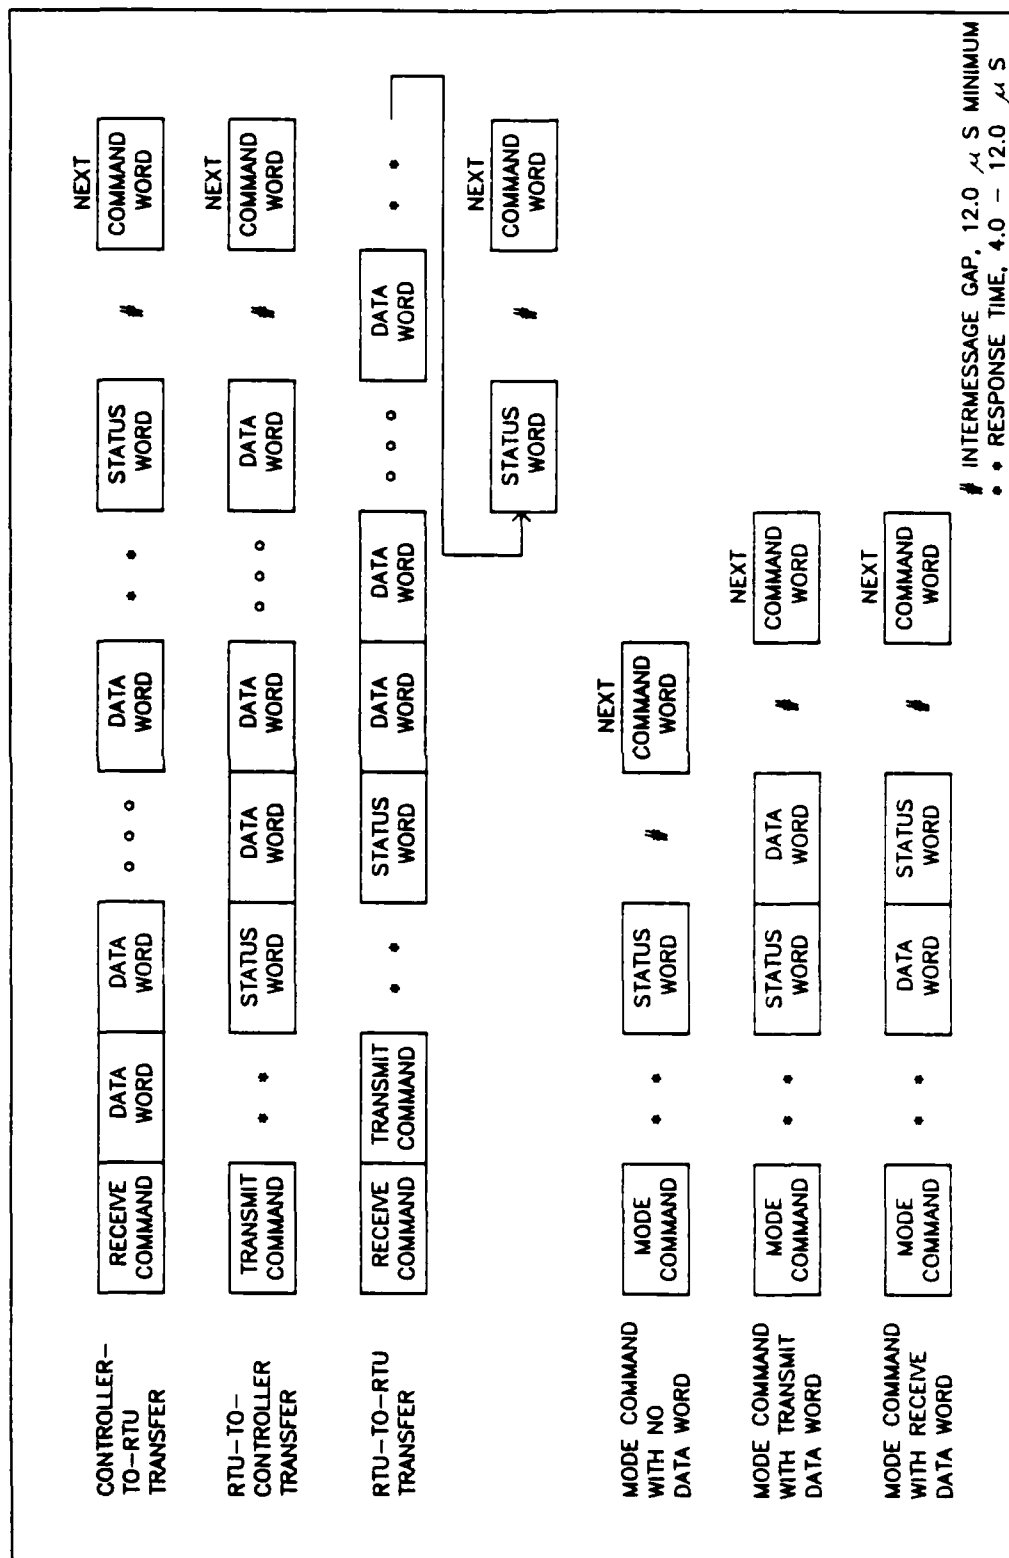 CONTROLLER-
TO-RTU
TRANSFER
RECEIVE
COMMAND
DATA
WORD
DATA
WORD
o o o
DATA
WORD
* *
STATUS
WORD
#
NEXT
COMMAND
WORD
RTU-TO-
CONTROLLER
TRANSFER
TRANSMIT
COMMAND
* *
STATUS
WORD
DATA
WORD
DATA
WORD
o o o
DATA
WORD
#
NEXT
COMMAND
WORD
RTU-TO-RTU
TRANSFER
RECEIVE
COMMAND
TRANSMIT
COMMAND
* *
STATUS
WORD
DATA
WORD
DATA
WORD
o o o
DATA
WORD
* *
STATUS
WORD
#
NEXT
COMMAND
WORD
MODE COMMAND
WITH NO
DATA WORD
MODE
COMMAND
* *
STATUS
WORD
#
NEXT
COMMAND
WORD
MODE COMMAND
WITH TRANSMIT
DATA WORD
MODE
COMMAND
* *
STATUS
WORD
DATA
WORD
#
NEXT
COMMAND
WORD
MODE COMMAND
WITH RECEIVE
DATA WORD
MODE
COMMAND
* *
DATA
WORD
STATUS
WORD
#
NEXT
COMMAND
WORD
# INTERMESSAGE GAP, 12.0 μ S MINIMUM
* * RESPONSE TIME, 4.0 - 12.0 μ S